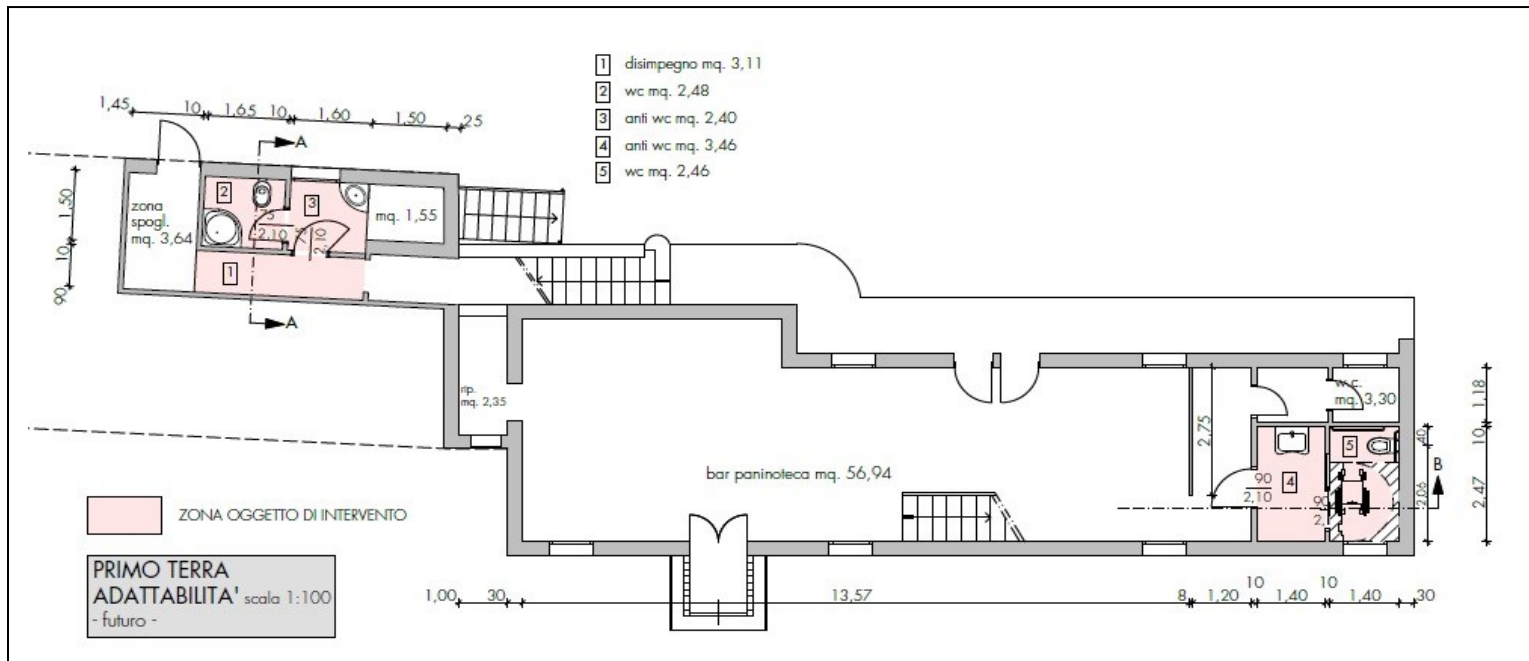 1 disimpegno mq. 3,11
2 wc mq. 2,48
3 anti wc mq. 2,40
4 anti wc mq. 3,46
5 wc mq. 2,46
1,45 10 1,65 10 1,60 1,50 25
A
1,50
10
90
zona
spogl.
mq. 3,64
2
3
75
2,10
75
2,10
mq. 1,55
1
A
rip.
mq. 2,35
w.c.
mq. 3,30
1,18
10
2,47
2,75
40
2,06
5
4
90
2,10
90
2,
B
bar paninoteca mq. 56,94
ZONA OGGETTO DI INTERVENTO
PRIMO TERRA
ADATTABILITA' scala 1:100
- futuro -
1,00 30 13,57 8 1,20 10 1,40 10 1,40 30